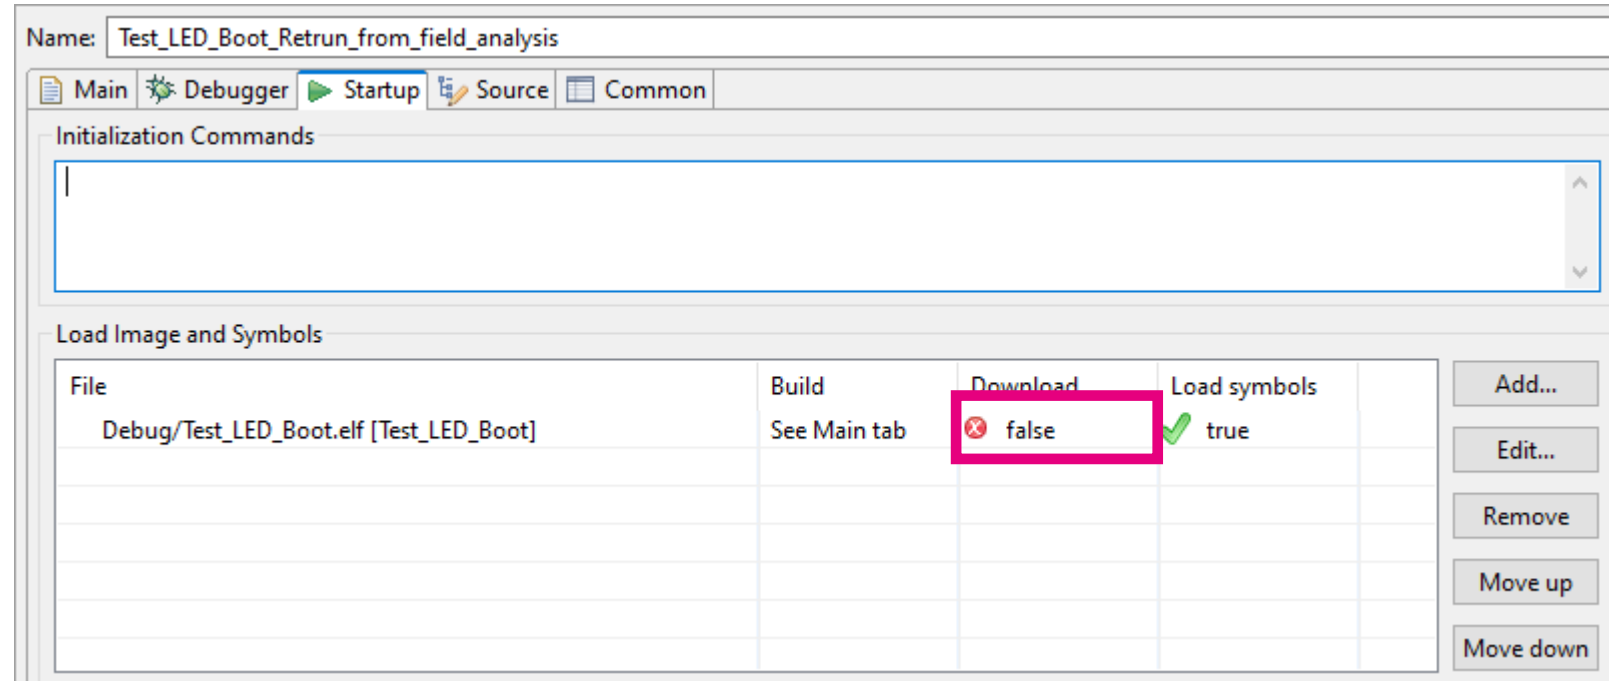 Name: Test_LED_Boot_Retrun_from_field_analysis
Main Debugger Startup Source Common
Initialization Commands
Load Image and Symbols
File Build Download Load symbols Add...
Debug/Test_LED_Boot.elf [Test_LED_Boot] See Main tab false true
Edit...
Remove
Move up
Move down